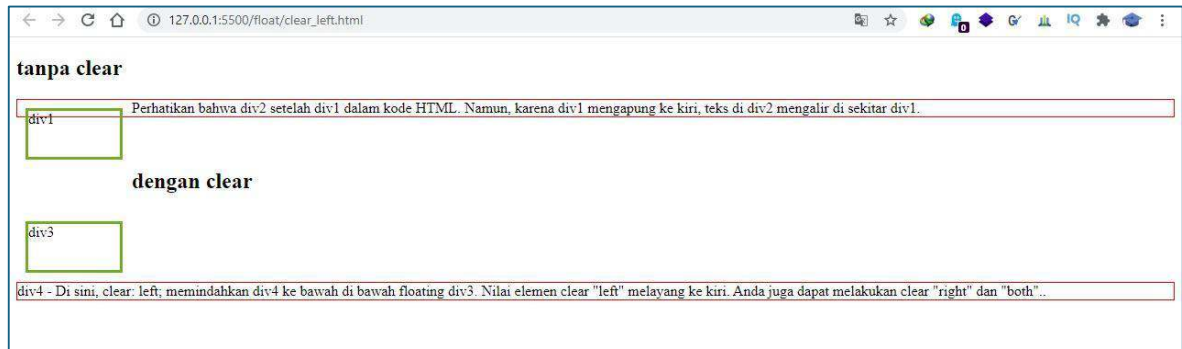 127.0.0.1:5500/float/clear_left.html
G
IQ
0
tanpa clear
Perhatikan bahwa div2 setelah div1 dalam kode HTML. Namun, karena div1 mengapung ke kiri, teks di div2 mengalir di sekitar div1.
div1
dengan clear
div3
div4 - Di sini, clear: left; memindahkan div4 ke bawah di bawah floating div3. Nilai elemen clear "left" melayang ke kiri. Anda juga dapat melakukan clear "right" dan "both"..